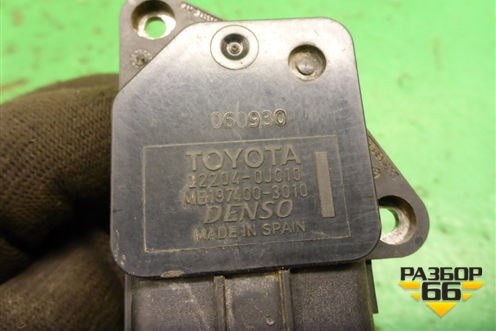 060930
TOYOTA
22204-0J010
MB197400-3010
DENSO
MADE IN SPAIN
РАЗБОР
66